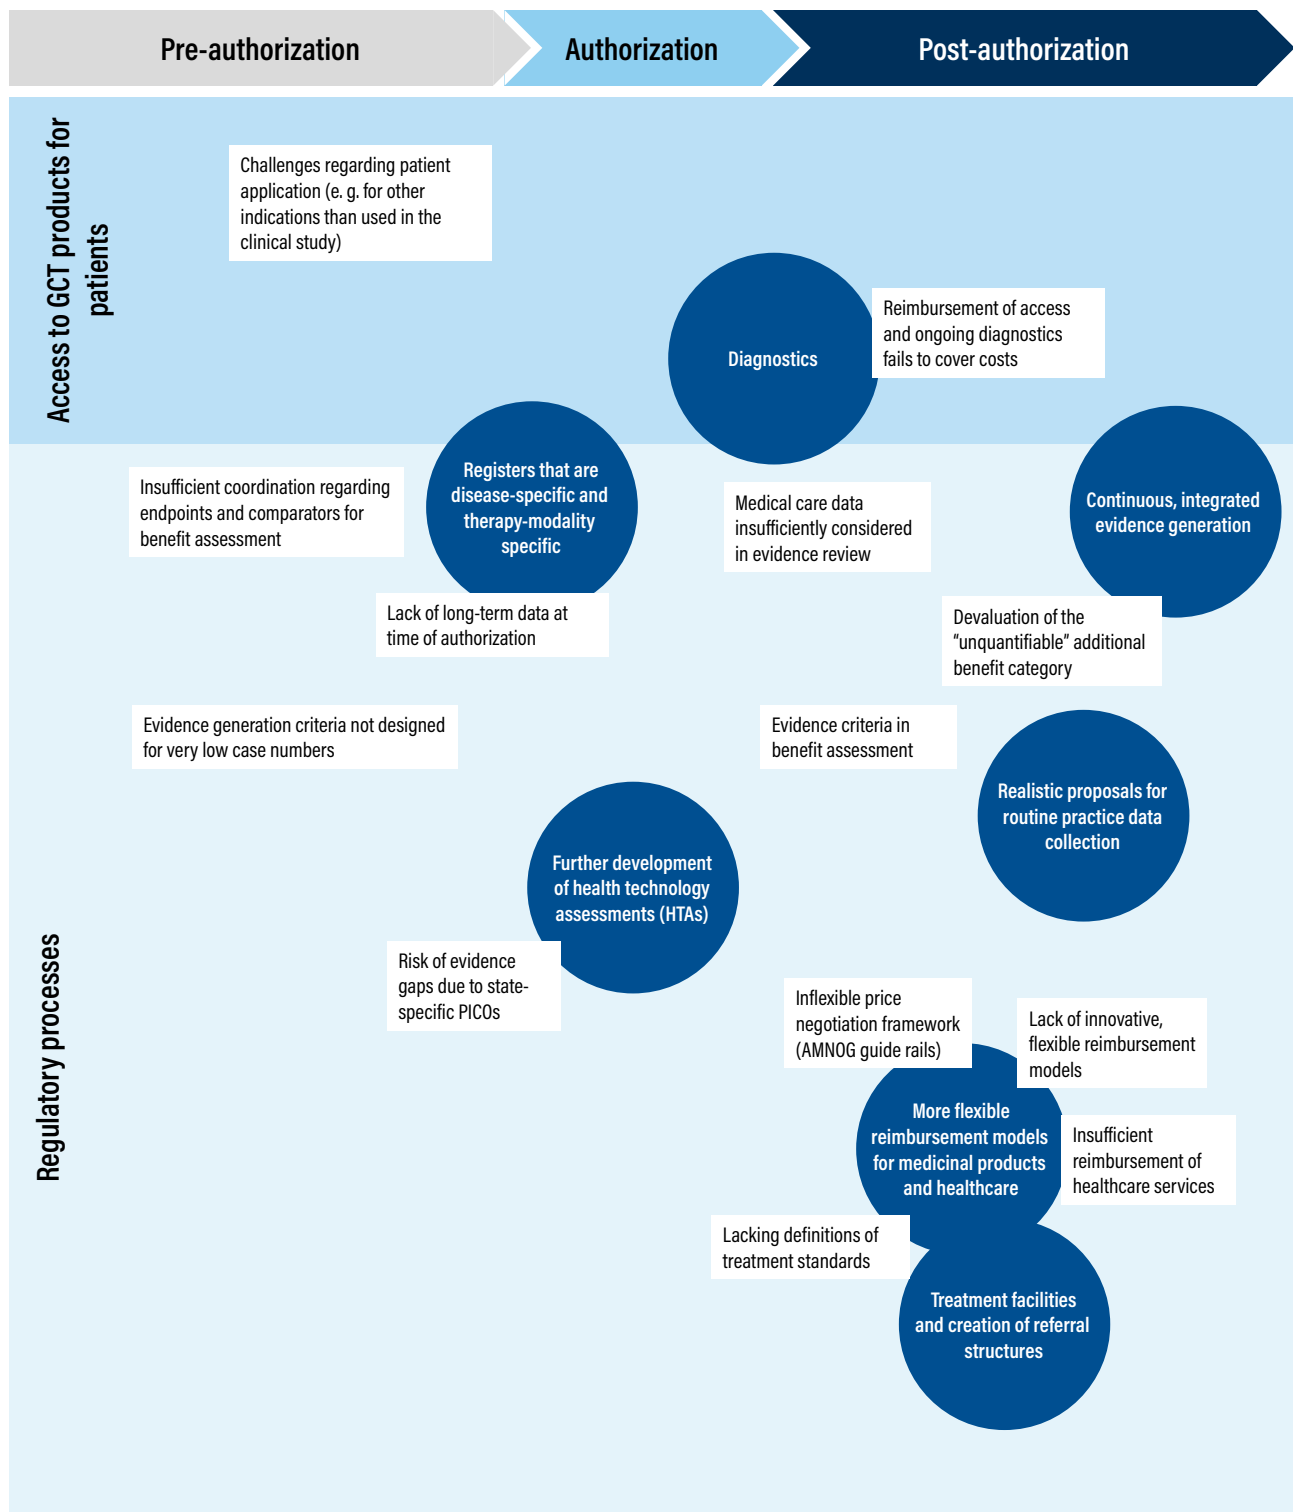 Pre-authorization
Authorization
Post-authorization
Access to GCT products for
patients
Challenges regarding patient
application (e. g. for other
indications than used in the
clinical study)
Diagnostics
Reimbursement of access
and ongoing diagnostics
fails to cover costs
Regulatory processes
Insufficient coordination regarding
endpoints and comparators for
benefit assessment
Registers that are
disease-specific and
therapy-modality
specific
Medical care data
insufficiently considered
in evidence review
Continuous, integrated
evidence generation
Lack of long-term data at
time of authorization
Devaluation of the
“unquantifiable” additional
benefit category
Evidence generation criteria not designed
for very low case numbers
Evidence criteria in
benefit assessment
Realistic proposals for
routine practice data
collection
Further development
of health technology
assessments (HTAs)
Risk of evidence
gaps due to state-
specific PICOs
Inflexible price
negotiation framework
(AMNOG guide rails)
Lack of innovative,
flexible reimbursement
models
More flexible
reimbursement models
for medicinal products
and healthcare
Insufficient
reimbursement of
healthcare services
Lacking definitions of
treatment standards
Treatment facilities
and creation of referral
structures